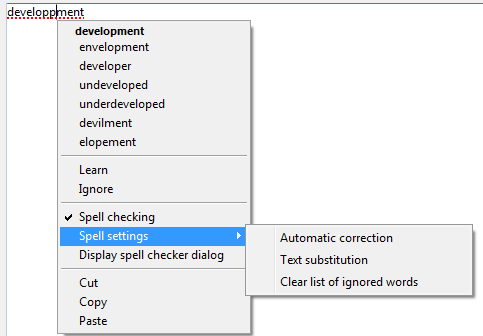 developpment
development
envelopment
developer
undeveloped
underdeveloped
devilment
elopement
Learn
Ignore
Spell checking
Spell settings
Display spell checker dialog
Cut
Copy
Paste
Automatic correction
Text substitution
Clear list of ignored words